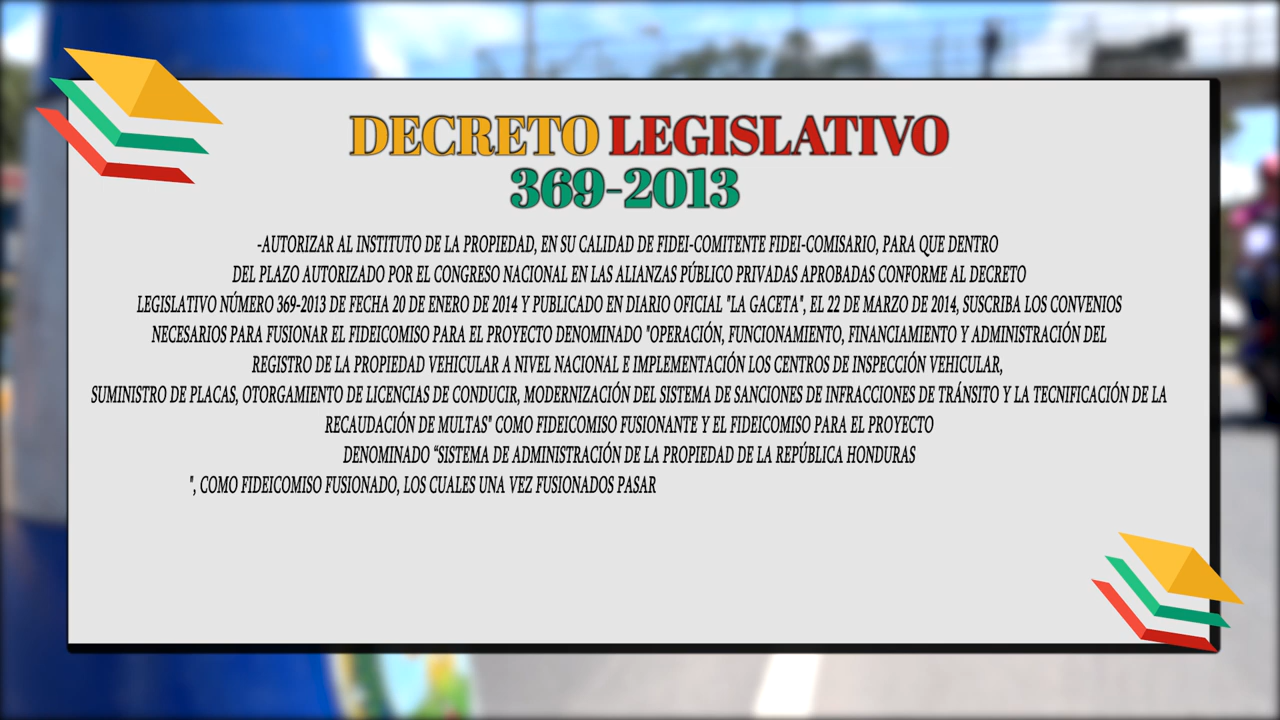 DECRETO LEGISLATIVO
369-2013
-AUTORIZAR AL INSTITUTO DE LA PROPIEDAD, EN SU CALIDAD DE FIDEI-COMITENTE FIDEI-COMISARIO, PARA QUE DENTRO
DEL PLAZO AUTORIZADO POR EL CONGRESO NACIONAL EN LAS ALIANZAS PÚBLICO PRIVADAS APROBADAS CONFORME AL DECRETO
LEGISLATIVO NÚMERO 369-2013 DE FECHA 20 DE ENERO DE 2014 Y PUBLICADO EN DIARIO OFICIAL "LA GACETA", EL 22 DE MARZO DE 2014, SUSCRIBA LOS CONVENIOS
NECESARIOS PARA FUSIONAR EL FIDEICOMISO PARA EL PROYECTO DENOMINADO "OPERACIÓN, FUNCIONAMIENTO, FINANCIAMIENTO Y ADMINISTRACIÓN DEL
REGISTRO DE LA PROPIEDAD VEHICULAR A NIVEL NACIONAL E IMPLEMENTACIÓN LOS CENTROS DE INSPECCIÓN VEHICULAR,
SUMINISTRO DE PLACAS, OTORGAMIENTO DE LICENCIAS DE CONDUCIR, MODERNIZACIÓN DEL SISTEMA DE SANCIONES DE INFRACCIONES DE TRÁNSITO Y LA TECNIFICACIÓN DE LA
RECAUDACIÓN DE MULTAS" COMO FIDEICOMISO FUSIONANTE Y EL FIDEICOMISO PARA EL PROYECTO
DENOMINADO “SISTEMA DE ADMINISTRACIÓN DE LA PROPIEDAD DE LA REPÚBLICA HONDURAS
", COMO FIDEICOMISO FUSIONADO, LOS CUALES UNA VEZ FUSIONADOS PASAR